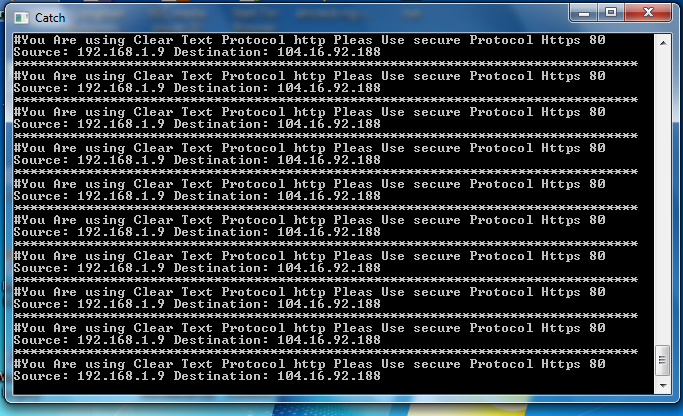 Catch
#You Are using Clear Text Protocol http Pleas Use secure Protocol Https 80
Source: 192.168.1.9 Destination: 104.16.92.188
******************************************************************************
#You Are using Clear Text Protocol http Pleas Use secure Protocol Https 80
Source: 192.168.1.9 Destination: 104.16.92.188
******************************************************************************
#You Are using Clear Text Protocol http Pleas Use secure Protocol Https 80
Source: 192.168.1.9 Destination: 104.16.92.188
******************************************************************************
#You Are using Clear Text Protocol http Pleas Use secure Protocol Https 80
Source: 192.168.1.9 Destination: 104.16.92.188
******************************************************************************
#You Are using Clear Text Protocol http Pleas Use secure Protocol Https 80
Source: 192.168.1.9 Destination: 104.16.92.188
******************************************************************************
#You Are using Clear Text Protocol http Pleas Use secure Protocol Https 80
Source: 192.168.1.9 Destination: 104.16.92.188
******************************************************************************
#You Are using Clear Text Protocol http Pleas Use secure Protocol Https 80
Source: 192.168.1.9 Destination: 104.16.92.188
******************************************************************************
#You Are using Clear Text Protocol http Pleas Use secure Protocol Https 80
Source: 192.168.1.9 Destination: 104.16.92.188
******************************************************************************
#You Are using Clear Text Protocol http Pleas Use secure Protocol Https 80
Source: 192.168.1.9 Destination: 104.16.92.188
******************************************************************************
#You Are using Clear Text Protocol http Pleas Use secure Protocol Https 80
Source: 192.168.1.9 Destination: 104.16.92.188